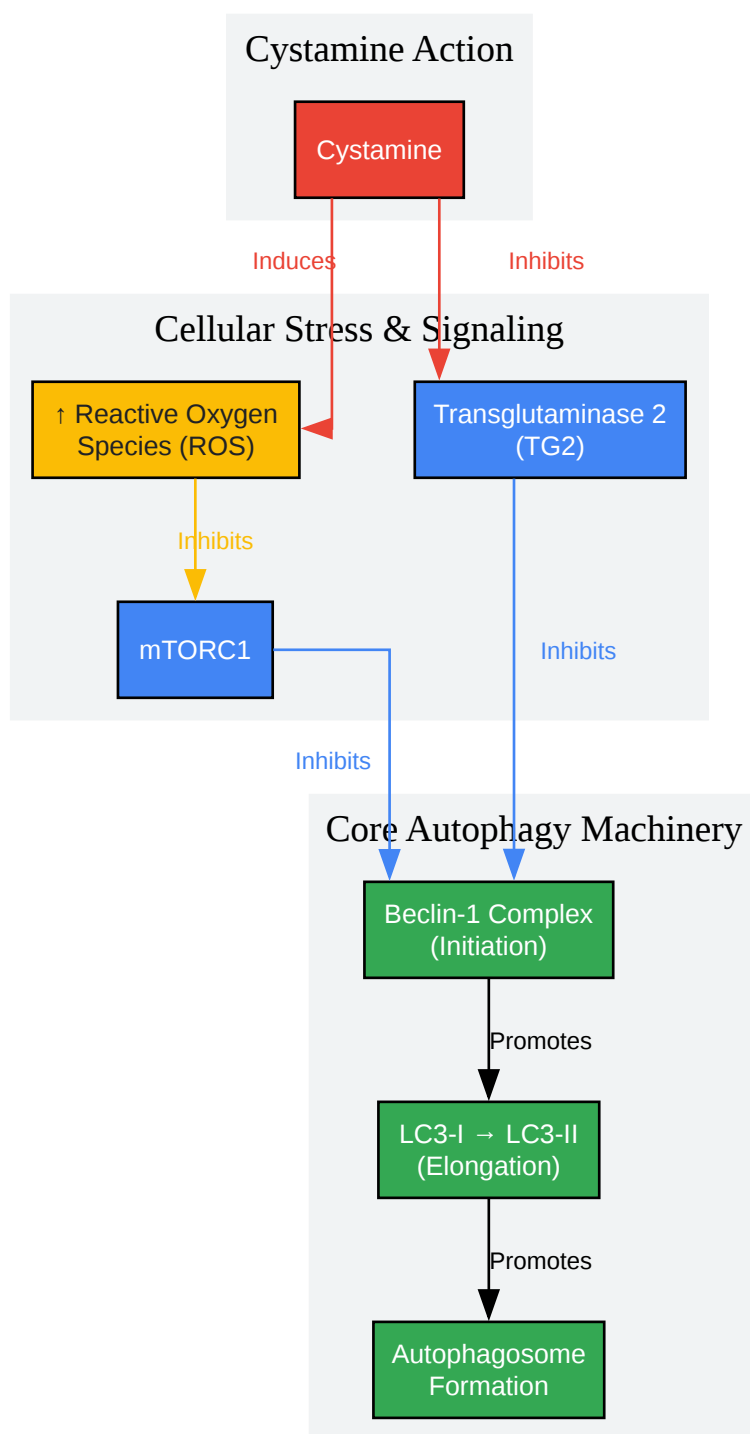 Cystamine Action
Cystamine
Induces
Inhibits
Cellular Stress & Signaling
↑ Reactive Oxygen
Species (ROS)
Transglutaminase 2
(TG2)
Inhibits
mTORC1
Inhibits
Inhibits
Core Autophagy Machinery
Beclin-1 Complex
(Initiation)
Promotes
LC3-I → LC3-II
(Elongation)
Promotes
Autophagosome
Formation